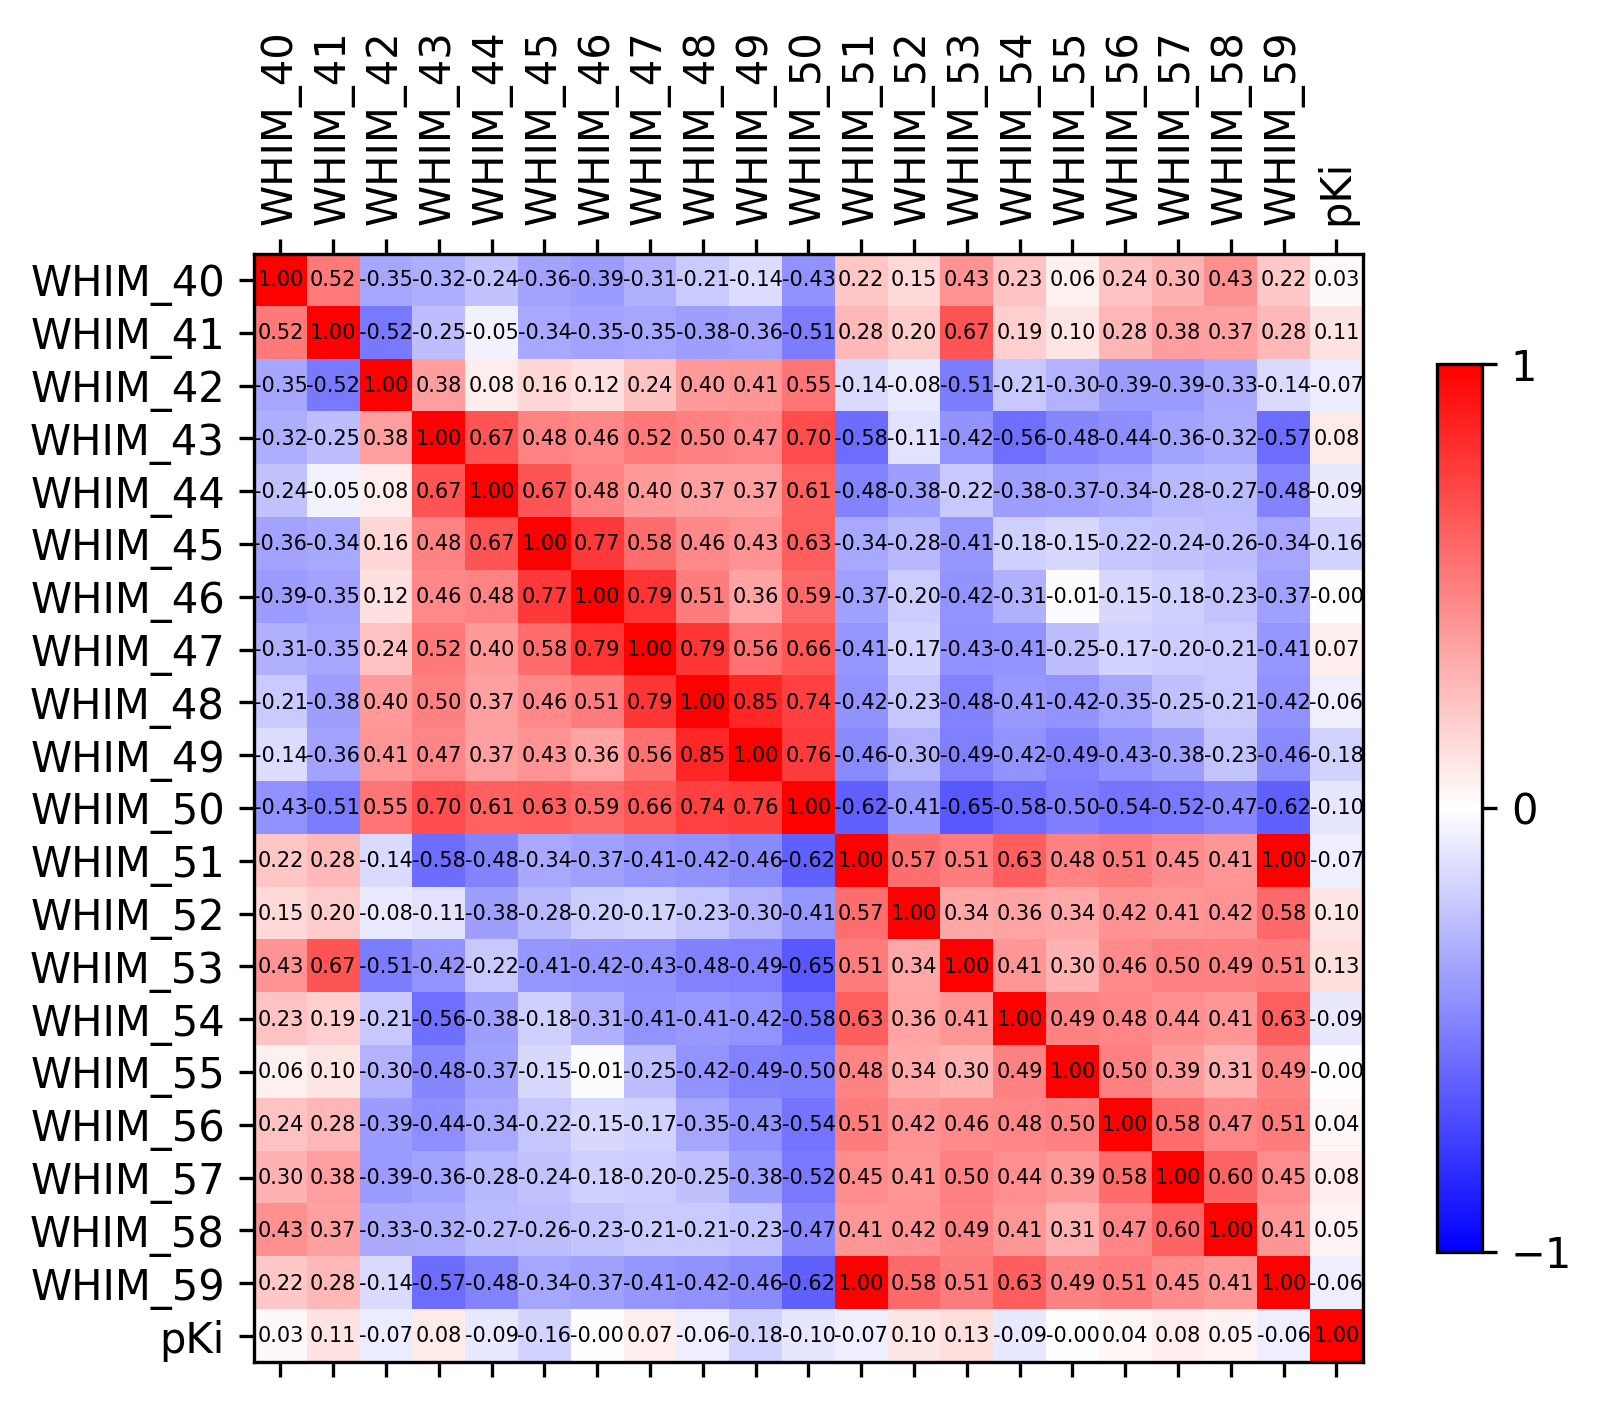 WHIM_40 WHIM_41 WHIM_42 WHIM_43 WHIM_44 WHIM_45 WHIM_46 WHIM_47 WHIM_48 WHIM_49 WHIM_50 WHIM_51 WHIM_52 WHIM_53 WHIM_54 WHIM_55 WHIM_56 WHIM_57 WHIM_58 WHIM_59 pKi
WHIM_40 1.00 0.52 -0.35 -0.32 -0.24 -0.36 -0.39 -0.31 -0.21 -0.14 -0.43 0.22 0.15 0.43 0.23 0.06 0.24 0.30 0.43 0.22 0.03
WHIM_41 0.52 1.00 -0.52 -0.25 -0.05 -0.34 -0.35 -0.35 -0.38 -0.36 -0.51 0.28 0.20 0.67 0.19 0.10 0.28 0.38 0.37 0.28 0.11
WHIM_42 -0.35 -0.52 1.00 0.38 0.08 0.16 0.12 0.24 0.40 0.41 0.55 -0.14 -0.08 -0.51 -0.21 -0.30 -0.39 -0.39 -0.33 -0.14 -0.07
WHIM_43 -0.32 -0.25 0.38 1.00 0.67 0.48 0.46 0.52 0.50 0.47 0.70 -0.58 -0.11 -0.42 -0.56 -0.48 -0.44 -0.36 -0.32 -0.57 0.08
WHIM_44 -0.24 -0.05 0.08 0.67 1.00 0.67 0.48 0.40 0.37 0.37 0.61 -0.48 -0.38 -0.22 -0.38 -0.37 -0.34 -0.28 -0.27 -0.48 -0.09
WHIM_45 -0.36 -0.34 0.16 0.48 0.67 1.00 0.77 0.58 0.46 0.43 0.63 -0.34 -0.28 -0.41 -0.18 -0.15 -0.22 -0.24 -0.26 -0.34 -0.16
WHIM_46 -0.39 -0.35 0.12 0.46 0.48 0.77 1.00 0.79 0.51 0.36 0.59 -0.37 -0.20 -0.42 -0.31 -0.01 -0.15 -0.18 -0.23 -0.37 -0.00
WHIM_47 -0.31 -0.35 0.24 0.52 0.40 0.58 0.79 1.00 0.79 0.56 0.66 -0.41 -0.17 -0.43 -0.41 -0.25 -0.17 -0.20 -0.21 -0.41 0.07
WHIM_48 -0.21 -0.38 0.40 0.50 0.37 0.46 0.51 0.79 1.00 0.85 0.74 -0.42 -0.23 -0.48 -0.41 -0.42 -0.35 -0.25 -0.21 -0.42 -0.06
WHIM_49 -0.14 -0.36 0.41 0.47 0.37 0.43 0.36 0.56 0.85 1.00 0.76 -0.46 -0.30 -0.49 -0.42 -0.49 -0.43 -0.38 -0.23 -0.46 -0.18
WHIM_50 -0.43 -0.51 0.55 0.70 0.61 0.63 0.59 0.66 0.74 0.76 1.00 -0.62 -0.41 -0.65 -0.58 -0.50 -0.54 -0.52 -0.47 -0.62 -0.10
WHIM_51 0.22 0.28 -0.14 -0.58 -0.48 -0.34 -0.37 -0.41 -0.42 -0.46 -0.62 1.00 0.57 0.51 0.63 0.48 0.51 0.45 0.41 1.00 -0.07
WHIM_52 0.15 0.20 -0.08 -0.11 -0.38 -0.28 -0.20 -0.17 -0.23 -0.30 -0.41 0.57 1.00 0.34 0.36 0.34 0.42 0.41 0.42 0.58 0.10
WHIM_53 0.43 0.67 -0.51 -0.42 -0.22 -0.41 -0.42 -0.43 -0.48 -0.49 -0.65 0.51 0.34 1.00 0.41 0.30 0.46 0.50 0.49 0.51 0.13
WHIM_54 0.23 0.19 -0.21 -0.56 -0.38 -0.18 -0.31 -0.41 -0.41 -0.42 -0.58 0.63 0.36 0.41 1.00 0.49 0.48 0.44 0.41 0.63 -0.09
WHIM_55 0.06 0.10 -0.30 -0.48 -0.37 -0.15 -0.01 -0.25 -0.42 -0.49 -0.50 0.48 0.34 0.30 0.49 1.00 0.50 0.39 0.31 0.49 -0.00
WHIM_56 0.24 0.28 -0.39 -0.44 -0.34 -0.22 -0.15 -0.17 -0.35 -0.43 -0.54 0.51 0.42 0.46 0.48 0.50 1.00 0.58 0.47 0.51 0.04
WHIM_57 0.30 0.38 -0.39 -0.36 -0.28 -0.24 -0.18 -0.20 -0.25 -0.38 -0.52 0.45 0.41 0.50 0.44 0.39 0.58 1.00 0.60 0.45 0.08
WHIM_58 0.43 0.37 -0.33 -0.32 -0.27 -0.26 -0.23 -0.21 -0.21 -0.23 -0.47 0.41 0.42 0.49 0.41 0.31 0.47 0.60 1.00 0.41 0.05
WHIM_59 0.22 0.28 -0.14 -0.57 -0.48 -0.34 -0.37 -0.41 -0.42 -0.46 -0.62 1.00 0.58 0.51 0.63 0.49 0.51 0.45 0.41 1.00 -0.06
pKi 0.03 0.11 -0.07 0.08 -0.09 -0.16 -0.00 0.07 -0.06 -0.18 -0.10 -0.07 0.10 0.13 -0.09 -0.00 0.04 0.08 0.05 -0.06 1.00
1
0
−1